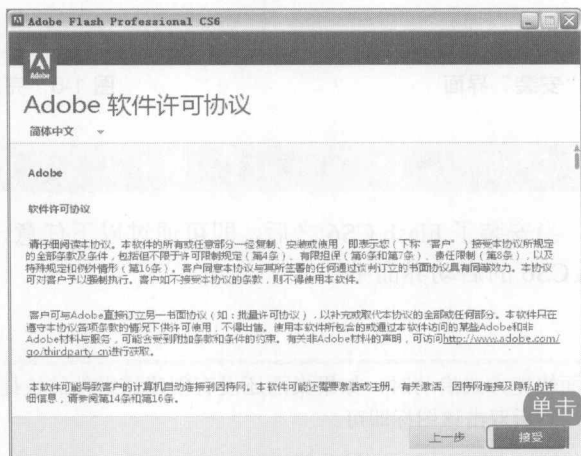 Adobe Flash Professional CS6
Adobe
Adobe 软件许可协议
简体中文
Adobe
软件许可协议
请仔细阅读本协议。本软件的所有或任意部分一经复制、安装或使用，即表示您（下称“客户”）接受本协议所规定
的全部条款及条件，包括但不限于许可限制规定（第4条）、有限担保（第6条和第7条）、责任限制（第8条），以及
特殊规定和例外情形（第16条）。客户同意本协议与其所签署的任何通过谈判订立的书面协议具有同等效力。本协议
可对客户予以强制执行。客户如不接受本协议的条款，则不得使用本软件。
客户可与Adobe直接订立另一书面协议（如：批量许可协议），以补充或取代本协议的全部或任何部分。本软件只在
遵守本协议各项条款的情况下供许可使用，不得出售。使用本软件所包含的或通过本软件访问的某些Adobe和非
Adobe材料与服务，可能会受到附加条款和条件的约束。有关非Adobe材料的声明，可访问http://www.adobe.com/
go/thirdparty_cn进行获取。
本软件可能导致客户的计算机自动连接到因特网。本软件可能还需要激活或注册。有关激活、因特网连接及隐私的详
细信息，请参阅第14条和第16条。
单击
上一步
接受